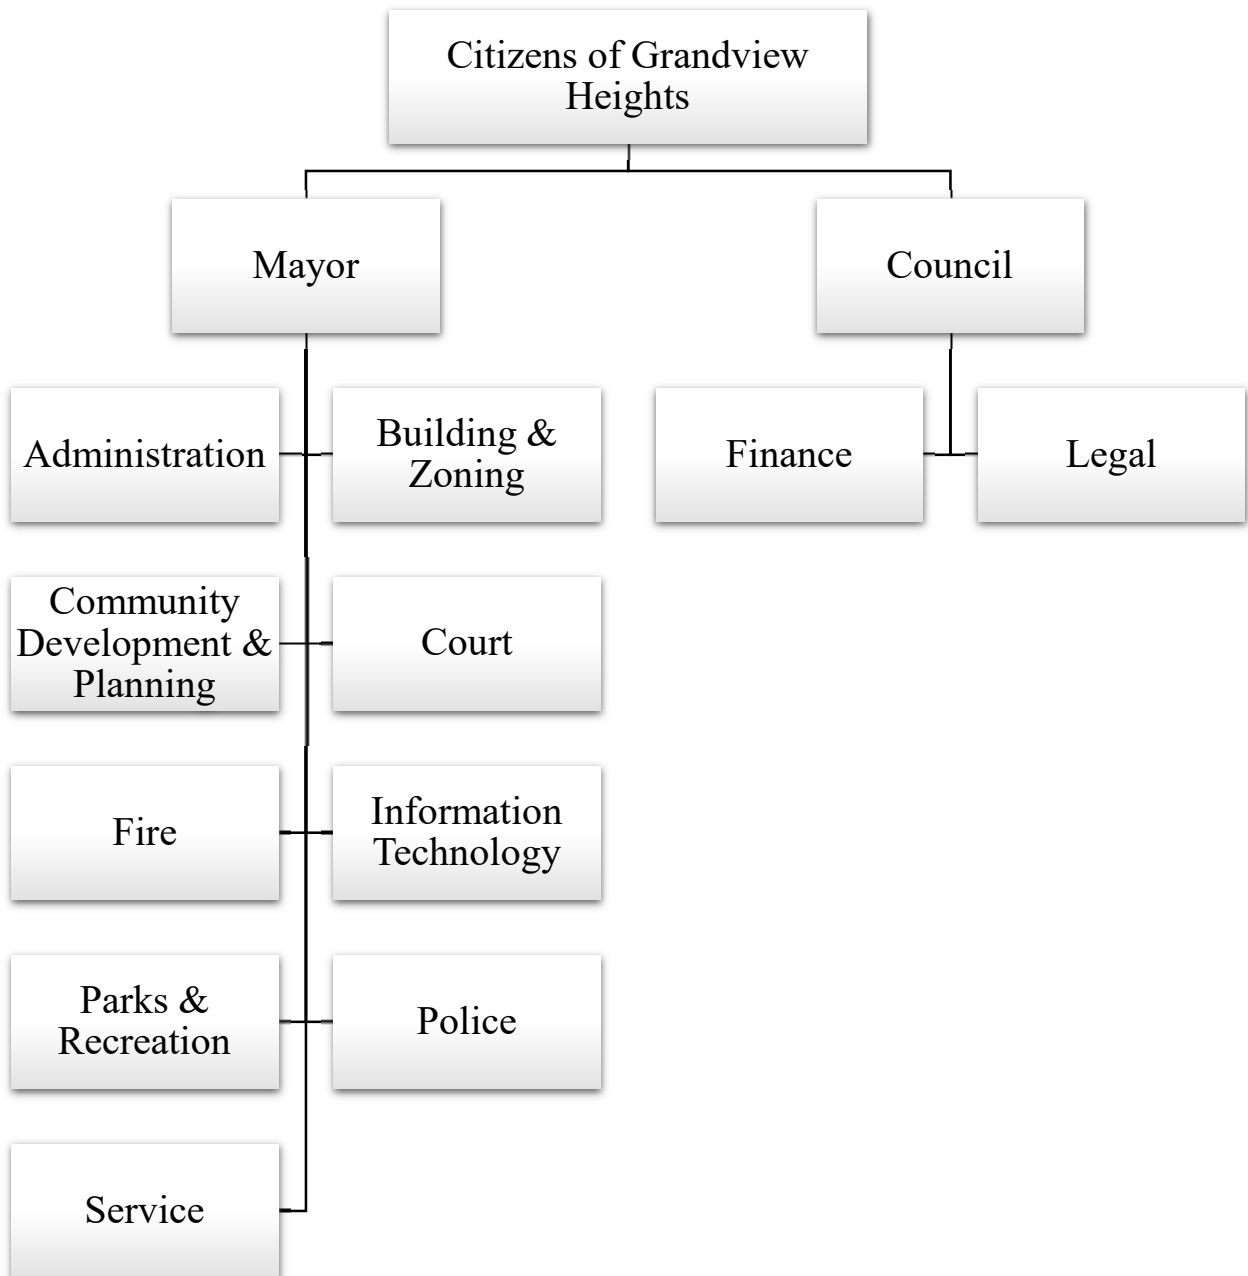 Citizens of Grandview
Heights
Mayor
Council
Administration
Building &
Zoning
Finance
Legal
Community
Development &
Planning
Court
Fire
Information
Technology
Parks &
Recreation
Police
Service